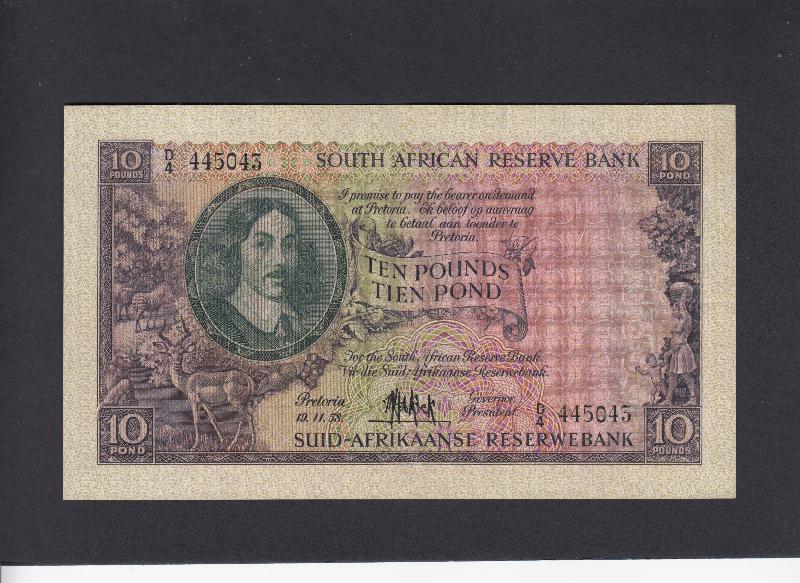 10 POUNDS
D/4 445043
SOUTH AFRICAN RESERVE BANK
10 POND
I promise to pay the bearer on demand
at Pretoria. Ek beloof op aanvraag
te betaal aan toonder te
Pretoria.
TEN POUNDS
TIEN POND
For the South African Reserve Bank
Vir die Suid-Afrikaanse Reserwebank.
Pretoria
19.11.58
Governor
President.
D/4 445043
10 POND
SUID-AFRIKAANSE RESERWEBANK
10 POUNDS